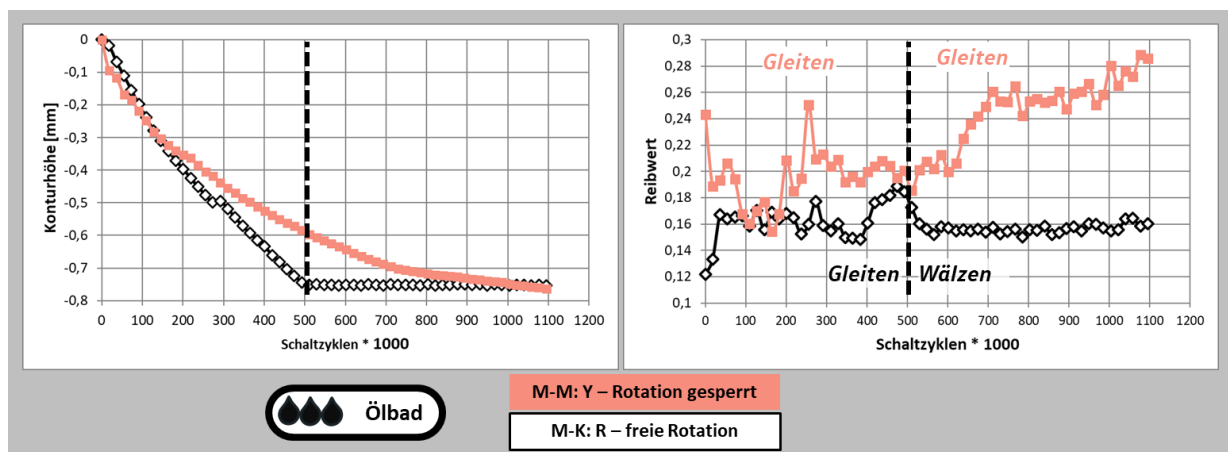 0
-0,1
-0,2
-0,3
-0,4
-0,5
-0,6
-0,7
-0,8
Konturhöhe [mm]
0 100 200 300 400 500 600 700 800 900 1000 1100 1200
Schaltzyklen * 1000
0,3
0,28
0,26
0,24
0,22
0,2
0,18
0,16
0,14
0,12
0,1
Reibwert
Gleiten Gleiten
Gleiten Wälzen
0 100 200 300 400 500 600 700 800 900 1000 1100 1200
Schaltzyklen * 1000
Ölbad
M-M: Y – Rotation gesperrt
M-K: R – freie Rotation